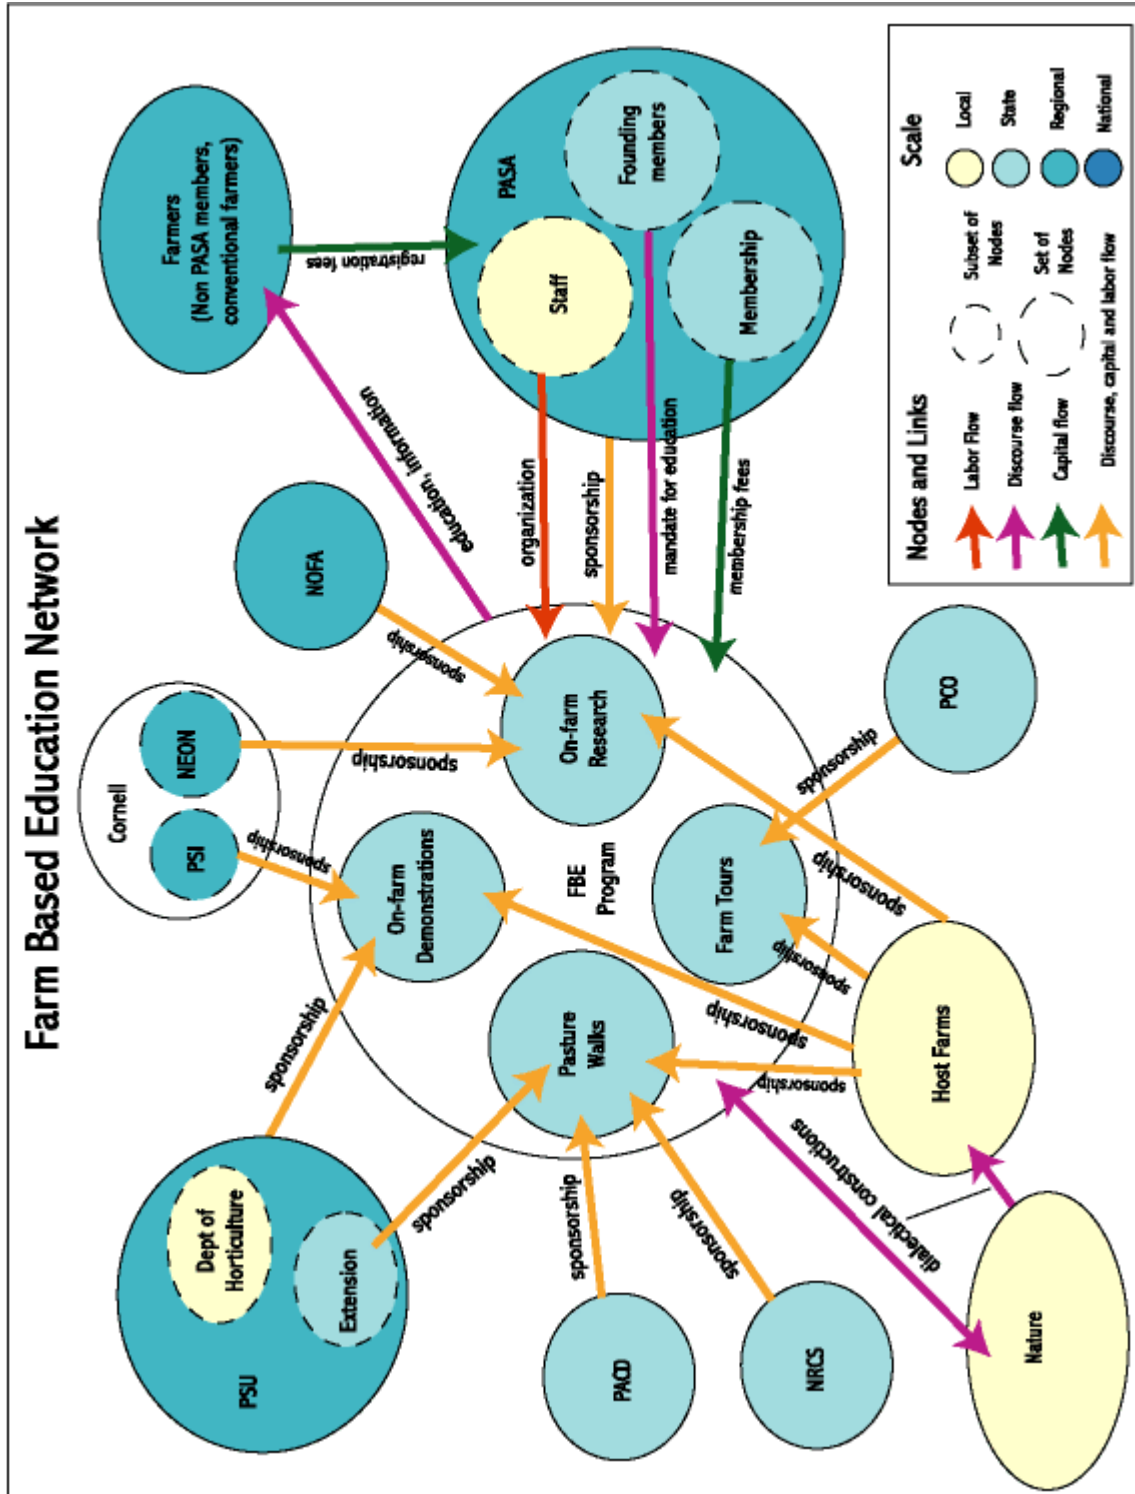 Farm Based Education Network
PSU
Dept of
Horticulture
Extension
sponsorship
sponsorship
Cornell
PSI
NEON
sponsorship
sponsorship
NOFA
sponsorship
Farmers
(Non PASA members,
conventional farmers)
education, information
registration fees
PACD
sponsorship
NRCS
sponsorship
Pasture
Walks
On-farm
Demonstrations
FBE
Program
On-farm
Research
Farm Tours
organization
sponsorship
mandate for education
membership fees
PASA
Staff
Founding
members
Membership
Nature
dialectical constructions
Host Farms
sponsorship
sponsorship
sponsorship
sponsorship
PCO
sponsorship
Nodes and Links
Scale
Labor Flow
Discourse flow
Capital flow
Discourse, capital and labor flow
Subset of
Nodes
Set of
Nodes
Local
State
Regional
National